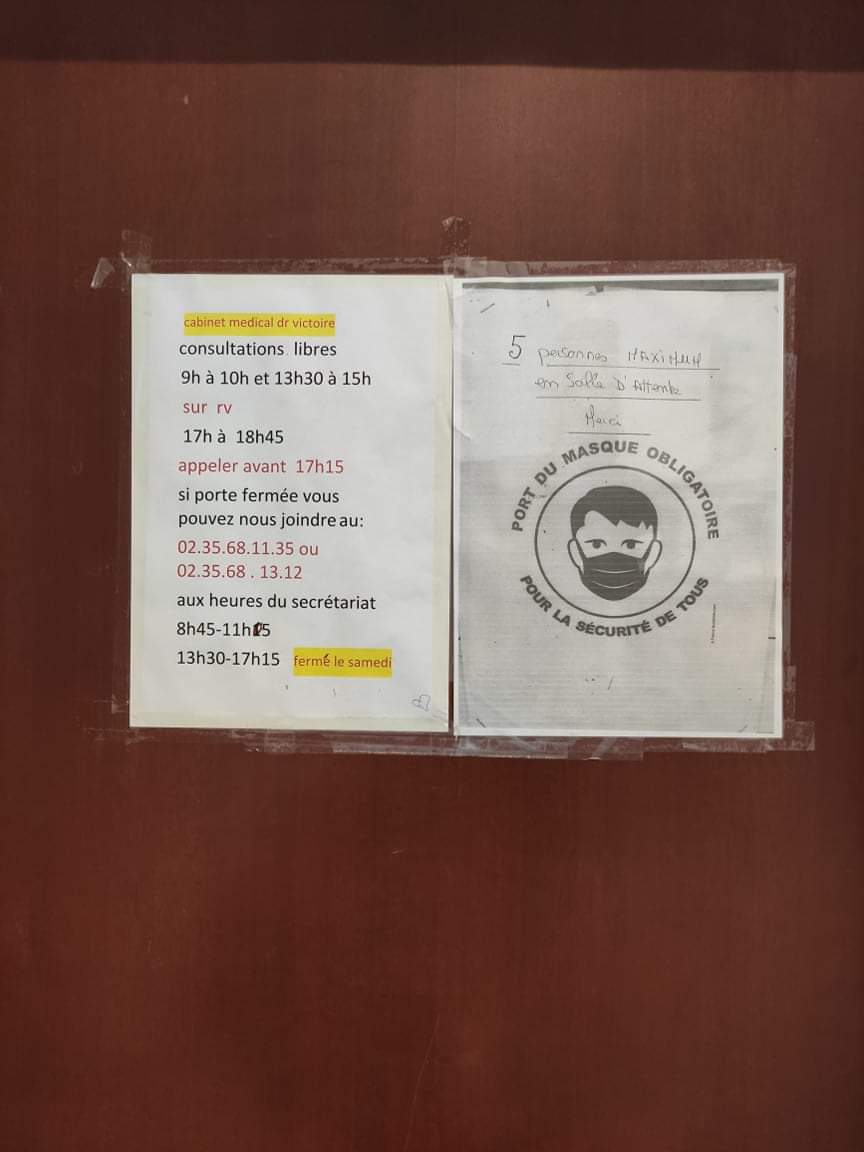 cabinet medical dr victoire
consultations libres
9h à 10h et 13h30 à 15h
sur rv
17h à 18h45
appeler avant 17h15
si porte fermée vous
pouvez nous joindre au:
02.35.68.11.35 ou
02.35.68 . 13.12
aux heures du secrétariat
8h45-11h15
13h30-17h15 fermé le samedi
5 personnes MAXIMUM
en Salle D'Attente
Merci
PORT DU MASQUE OBLIGATOIRE
POUR LA SÉCURITÉ DE TOUS